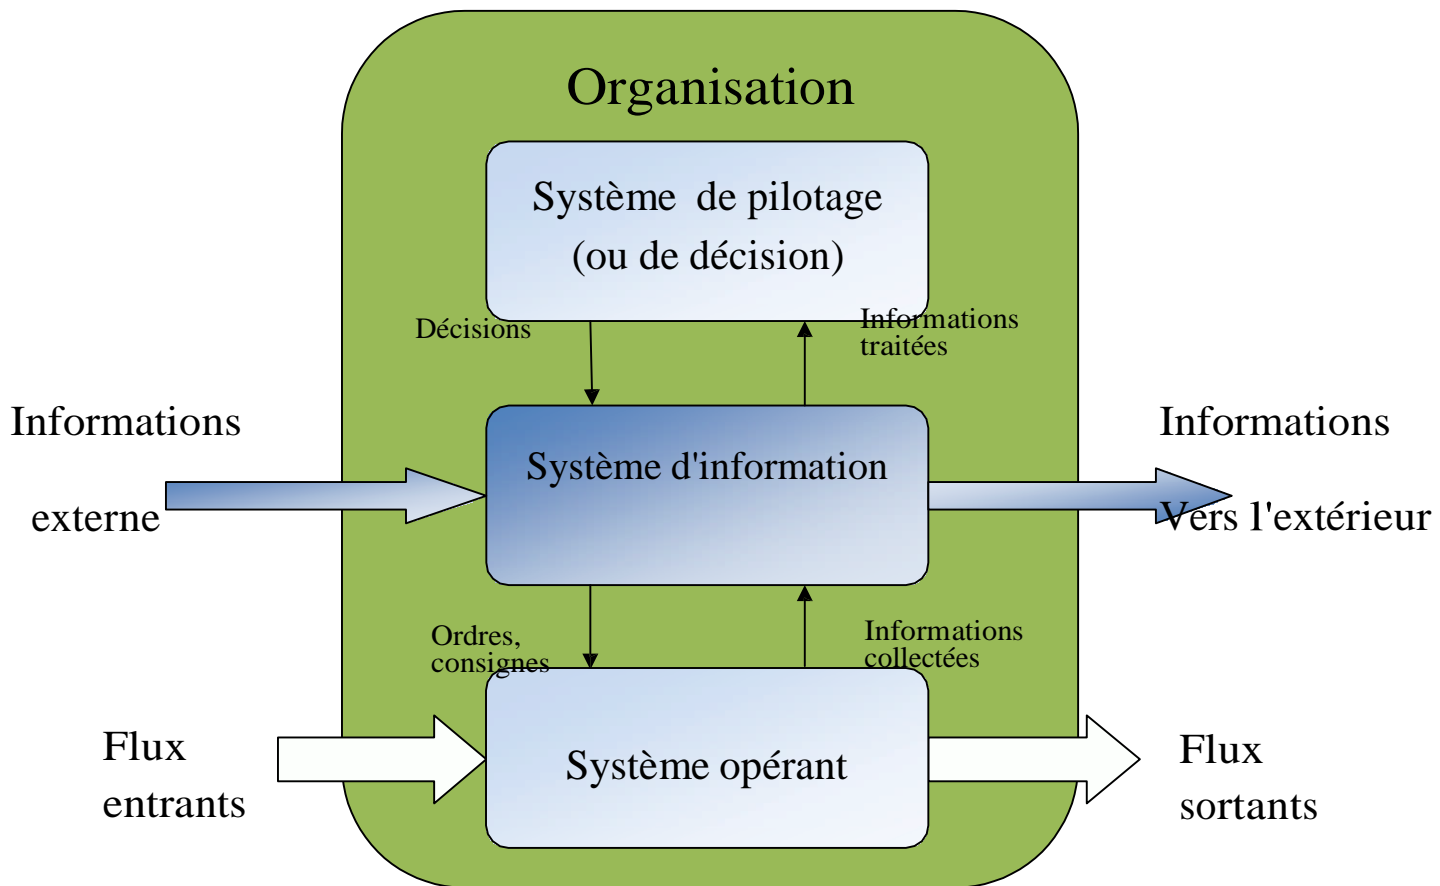 Organisation
Système de pilotage
(ou de décision)
Décisions
Informations
traitées
Informations
externe
Système d'information
Informations
Vers l'extérieur
Ordres,
consignes
Informations
collectées
Flux
entrants
Système opérant
Flux
sortants